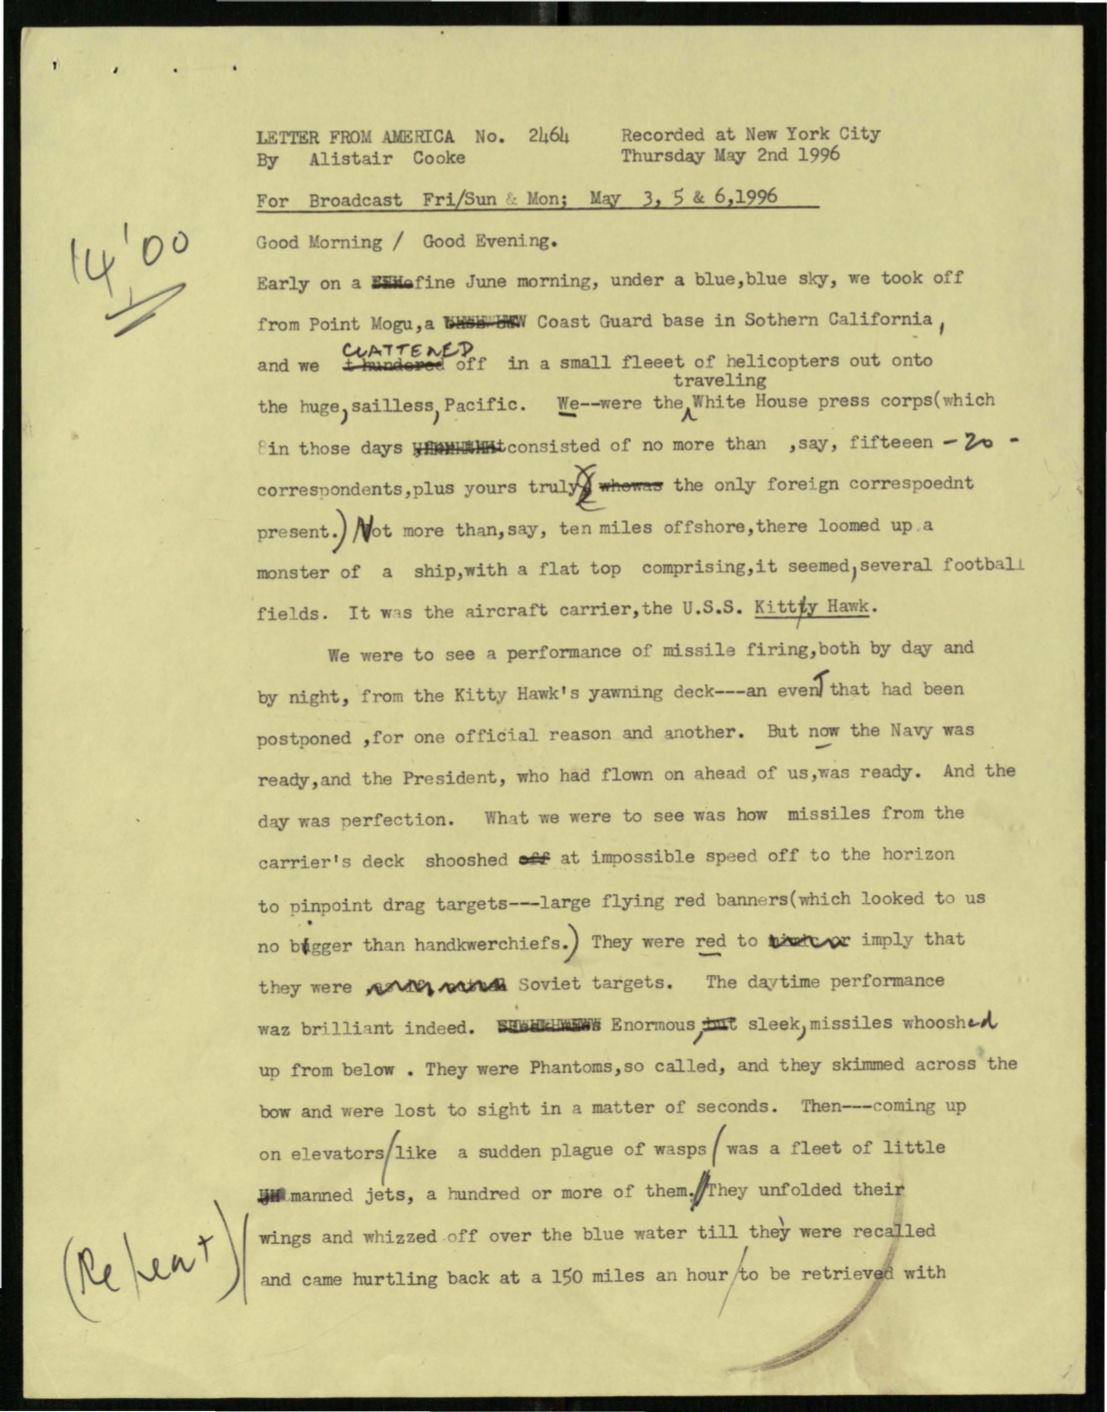 LETTER FROM AMERICA No. 2464 Recorded at New York City
By Alistair Cooke Thursday May 2nd 1996
For Broadcast Fri/Sun & Mon; May 3, 5 & 6,1996
14'00
Good Morning / Good Evening.
Early on a fine June morning, under a blue,blue sky, we took off
from Point Mogu,a Coast Guard base in Sothern California,
CLATTERED
and we thundered off in a small fleeet of helicopters out onto
traveling
the huge, sailless, Pacific. We--were the White House press corps(which
in those days consisted of no more than ,say, fifteeen - 20 -
correspondents,plus yours truly whowas the only foreign correspoednt
present.) Not more than,say, ten miles offshore,there loomed up a
monster of a ship,with a flat top comprising,it seemed,several football
fields. It was the aircraft carrier,the U.S.S. Kittty Hawk.
We were to see a performance of missile firing,both by day and
by night, from the Kitty Hawk's yawning deck---an evenT that had been
postponed ,for one official reason and another. But now the Navy was
ready,and the President, who had flown on ahead of us,was ready. And the
day was perfection. What we were to see was how missiles from the
carrier's deck shooshed off at impossible speed off to the horizon
to pinpoint drag targets---large flying red banners(which looked to us
no bigger than handkwerchiefs.) They were red to imply that
they were Soviet targets. The daytime performance
waz brilliant indeed. Enormous, but sleek, missiles whooshed
up from below . They were Phantoms,so called, and they skimmed across the
bow and were lost to sight in a matter of seconds. Then---coming up
on elevators/like a sudden plague of wasps/was a fleet of little
manned jets, a hundred or more of them.//They unfolded their
wings and whizzed off over the blue water till they were recalled
(Repeat)
and came hurtling back at a 150 miles an hour/to be retrieved with